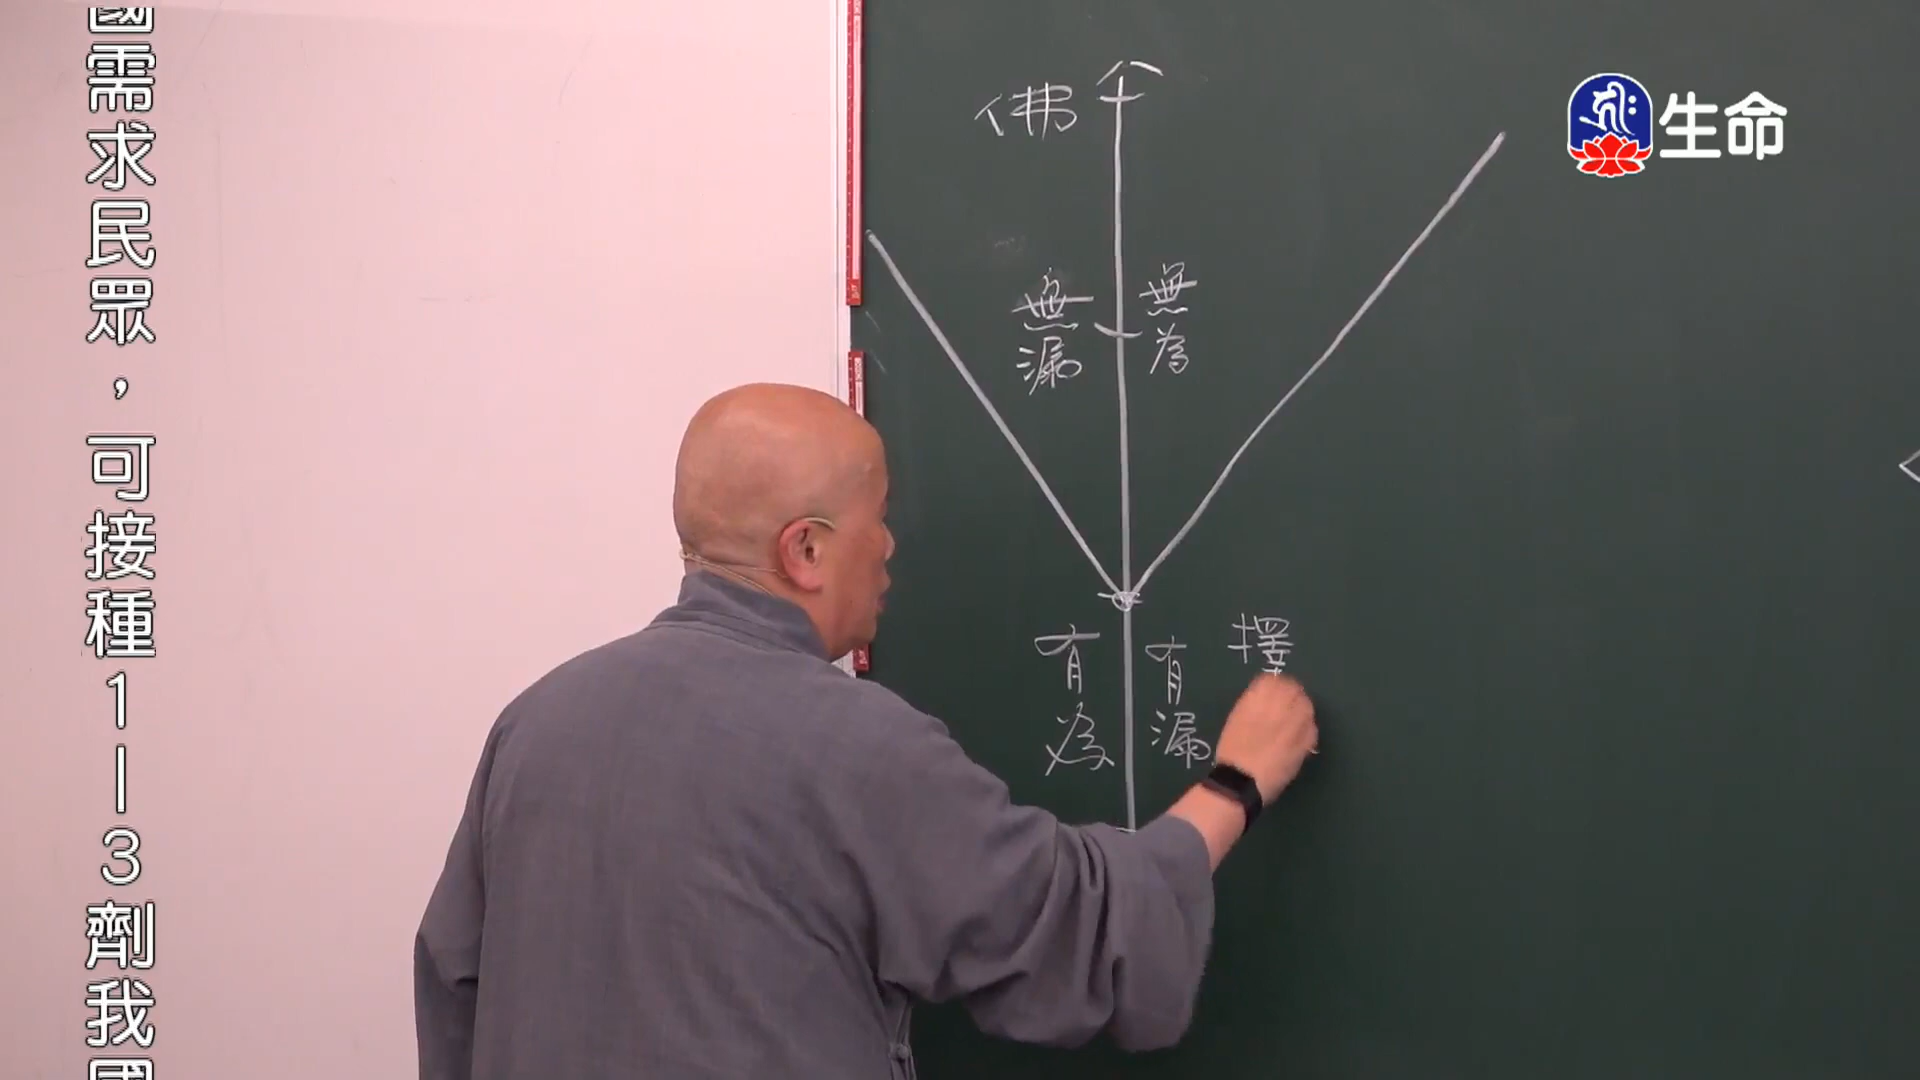 國需求民眾，可接種1—3劑我國
生命
佛
無漏
無為
有為
有漏
擇